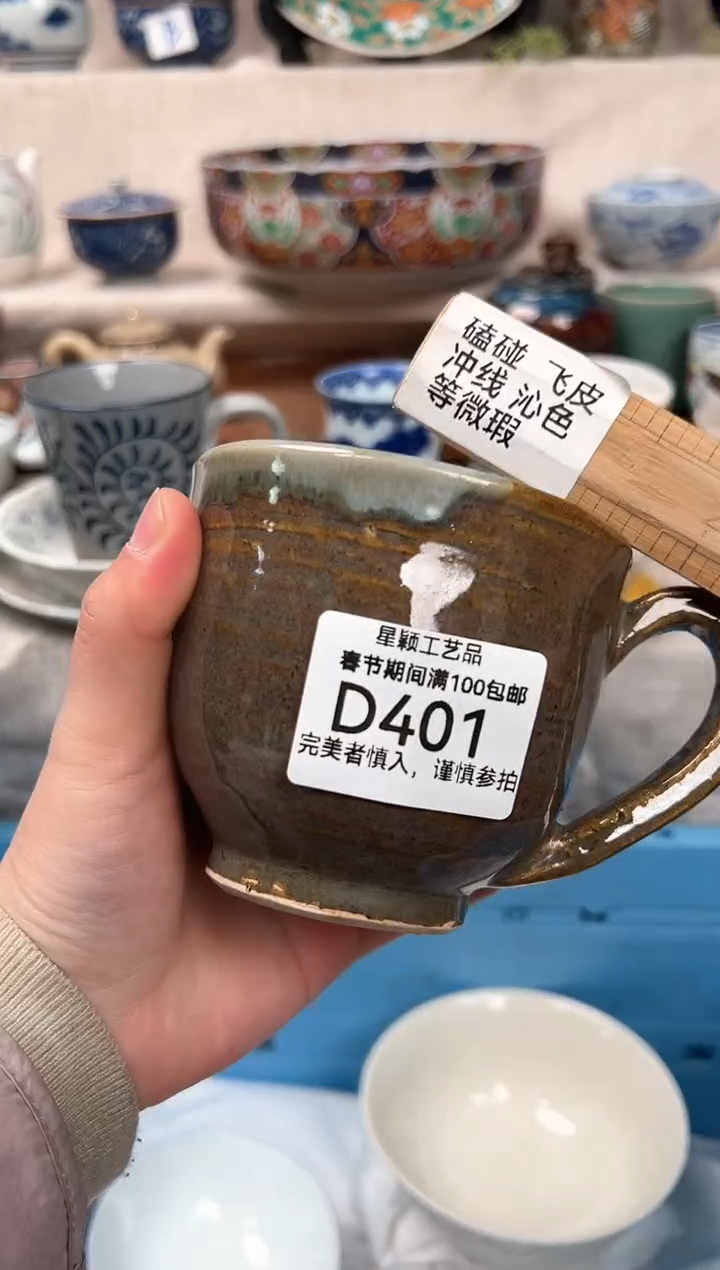 磕碰 飞皮
冲线 沁色
等微瑕
星颖工艺品
春节期间满100包邮
D401
完美者慎入，谨慎参拍